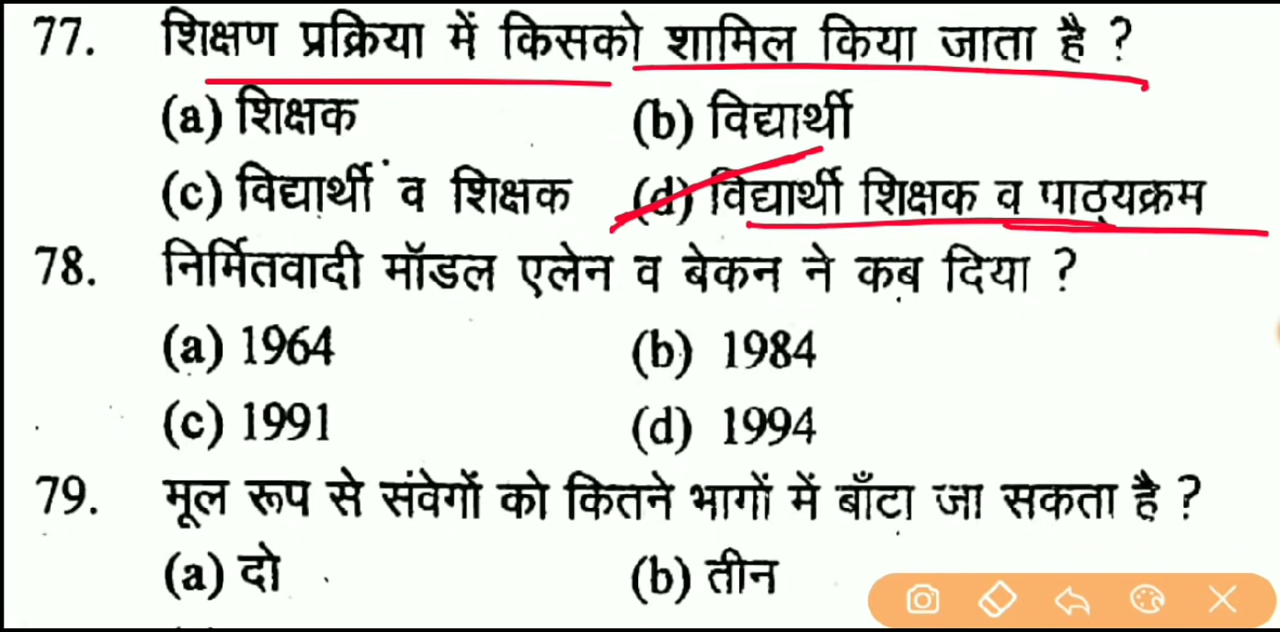 77. शिक्षण प्रक्रिया में किसको शामिल किया जाता है ?
(a) शिक्षक (b) विद्यार्थी
(c) विद्यार्थी व शिक्षक (d) विद्यार्थी शिक्षक व पाठ्यक्रम
78. निर्मितवादी मॉडल एलेन व बेकन ने कब दिया ?
(a) 1964 (b) 1984
(c) 1991 (d) 1994
79. मूल रूप से संवेगों को कितने भागों में बाँटा जा सकता है ?
(a) दो (b) तीन